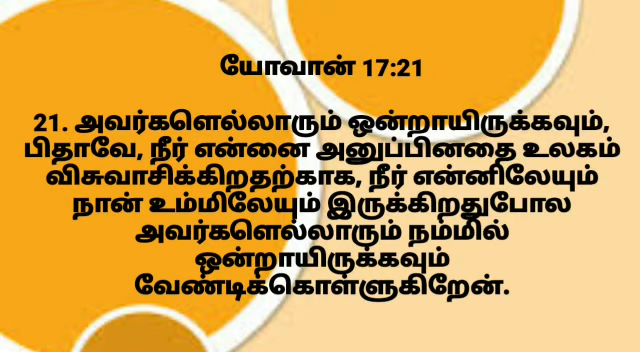 யோவான் 17:21
21. அவர்களெல்லாரும் ஒன்றாயிருக்கவும்,
பிதாவே, நீர் என்னை அனுப்பினதை உலகம்
விசுவாசிக்கிறதற்காக, நீர் என்னிலேயும்
நான் உம்மிலேயும் இருக்கிறதுபோல
அவர்களெல்லாரும் நம்மில்
ஒன்றாயிருக்கவும்
வேண்டிக்கொள்ளுகிறேன்.